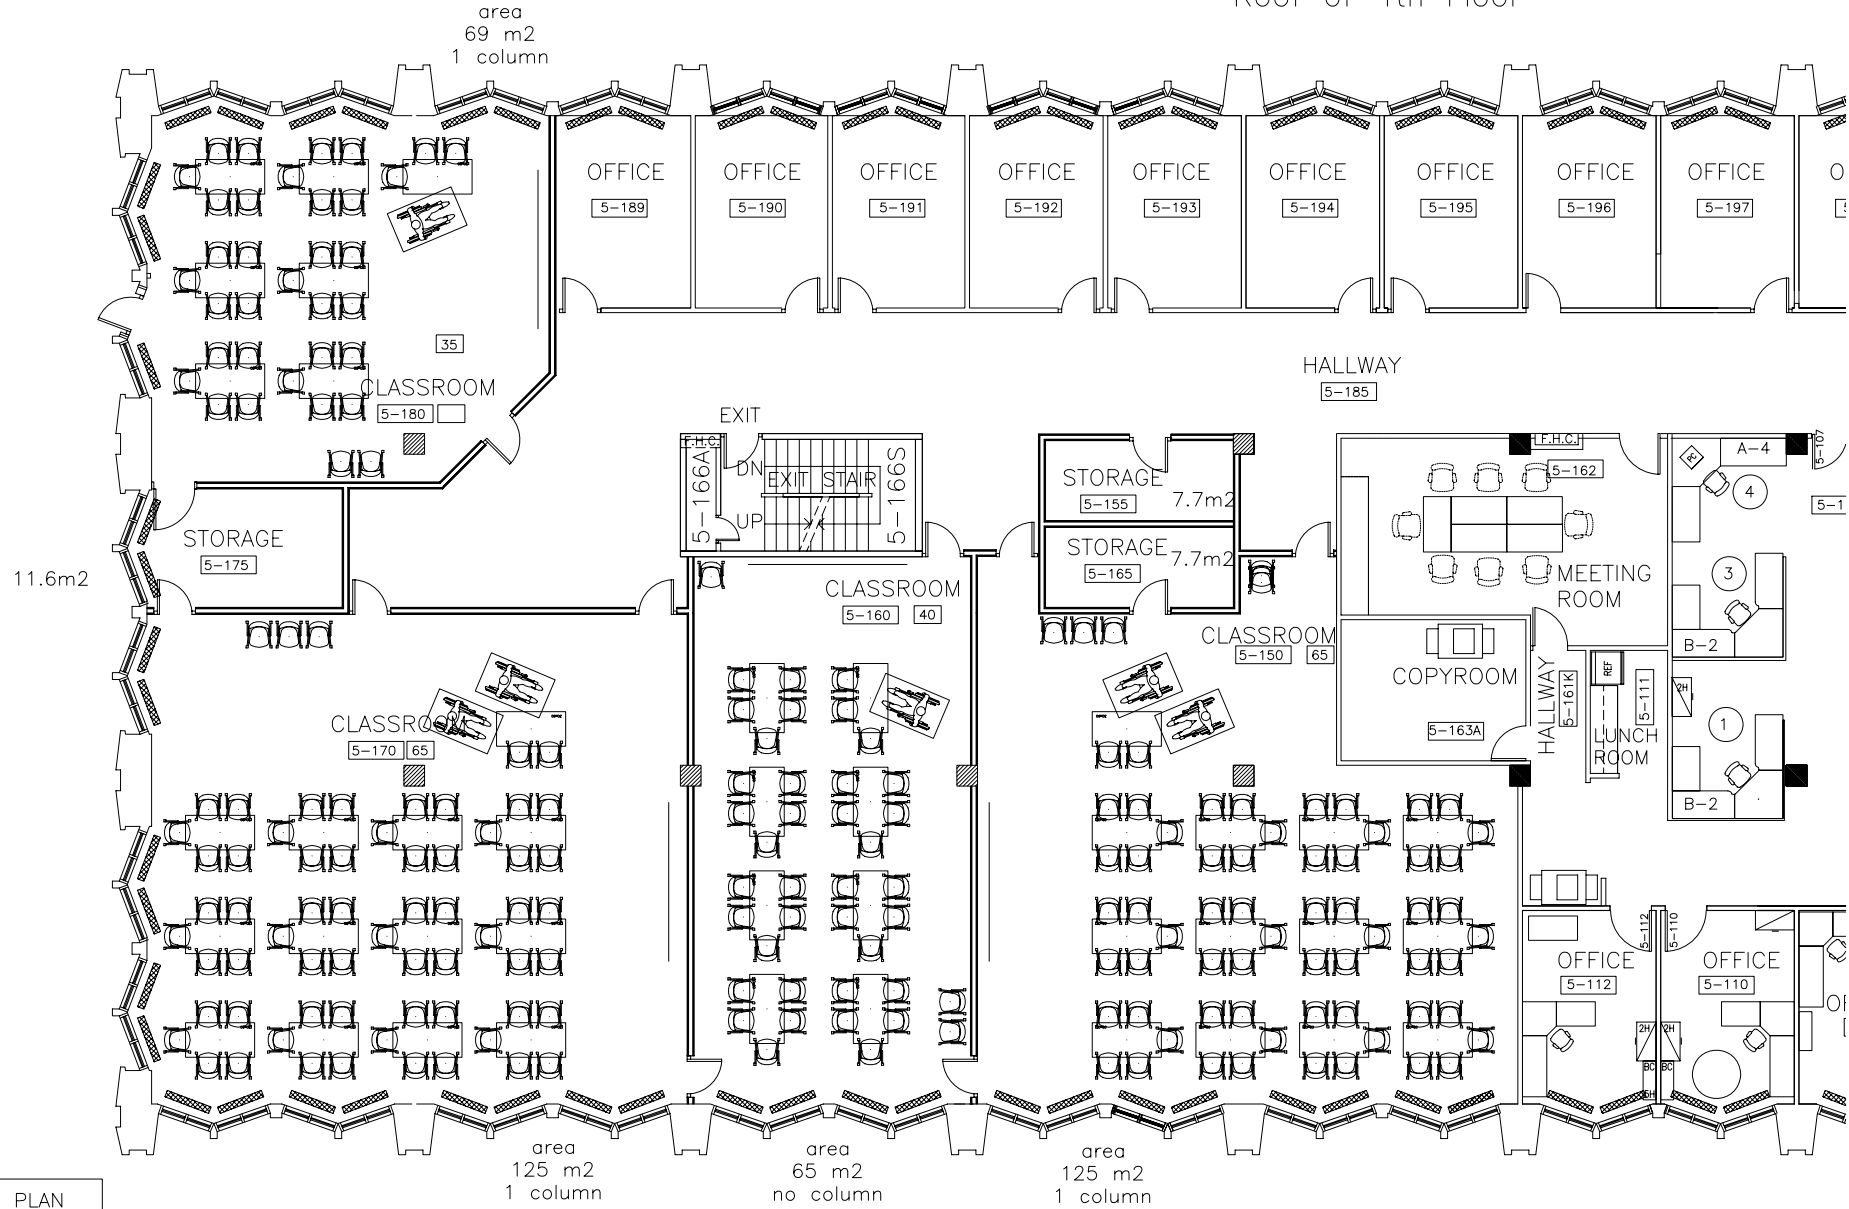 area
69 m2
1 column
OFFICE
5-189
OFFICE
5-190
OFFICE
5-191
OFFICE
5-192
OFFICE
5-193
OFFICE
5-194
OFFICE
5-195
OFFICE
5-196
OFFICE
5-197
35
CLASSROOM
5-180
HALLWAY
5-185
EXIT
F.H.C.
5-166A
DN
EXIT STAIR
UP
5-166S
STORAGE
5-155
7.7m2
STORAGE
5-165
7.7m2
F.H.C.
5-162
MEETING
ROOM
PC
A-4
4
5-107
3
B-2
STORAGE
5-175
11.6m2
CLASSROOM
5-160
40
CLASSROOM
5-150
65
COPYROOM
5-163A
HALLWAY
5-161K
REF
5-111
LUNCH
ROOM
2H
1
B-2
CLASSROOM
5-170
65
5-112
5-110
OFFICE
5-112
OFFICE
5-110
2H
2H
BC
BC
area
125 m2
1 column
area
65 m2
no column
area
125 m2
1 column
PLAN